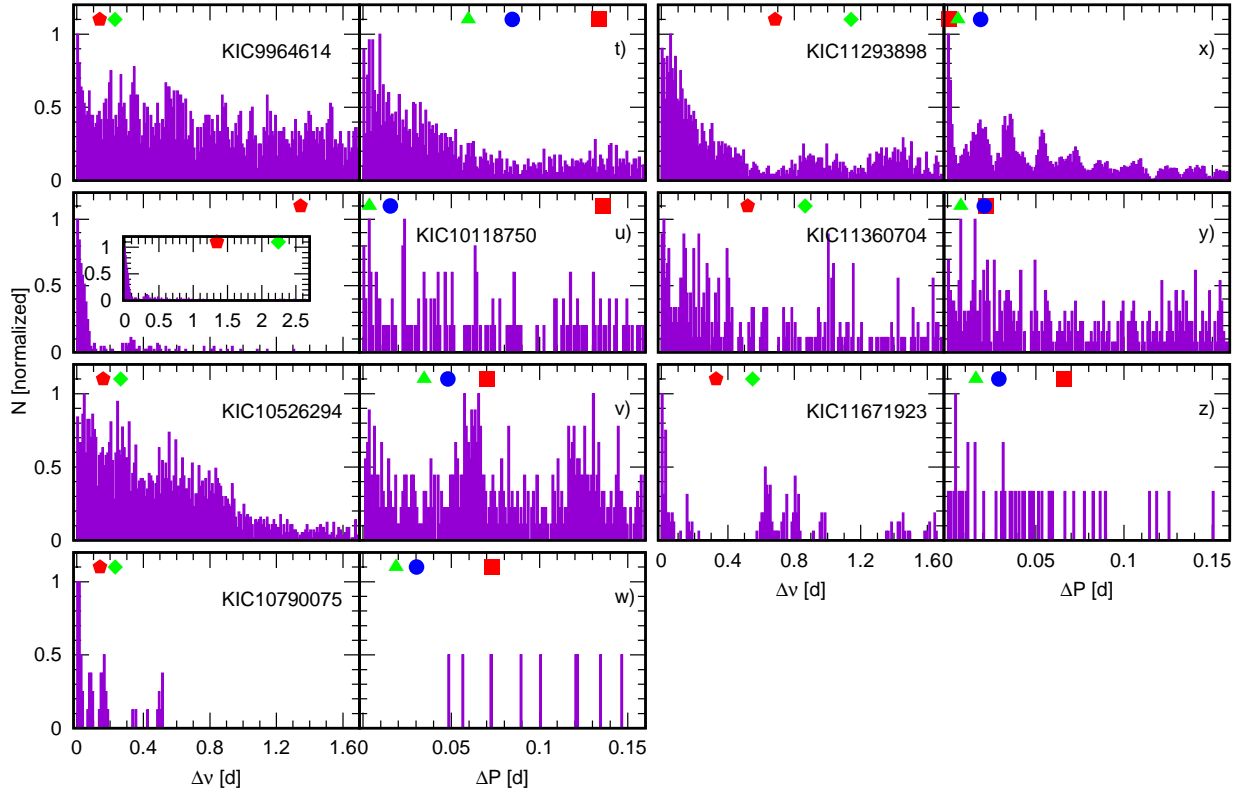 N [normalized]
1
0.5
0
KIC9964614
t)
KIC11293898
x)
1
0.5
0
1
0.5
0
0 0.5 1 1.5 2 2.5
KIC10118750
u)
KIC11360704
y)
1
0.5
0
KIC10526294
v)
KIC11671923
z)
0 0.4 0.8 1.2 1.6
0 0.05 0.1 0.15
Δν [d]
ΔP [d]
1
0.5
0
KIC10790075
w)
0 0.4 0.8 1.2 1.6
0.05 0.1 0.15
Δν [d]
ΔP [d]